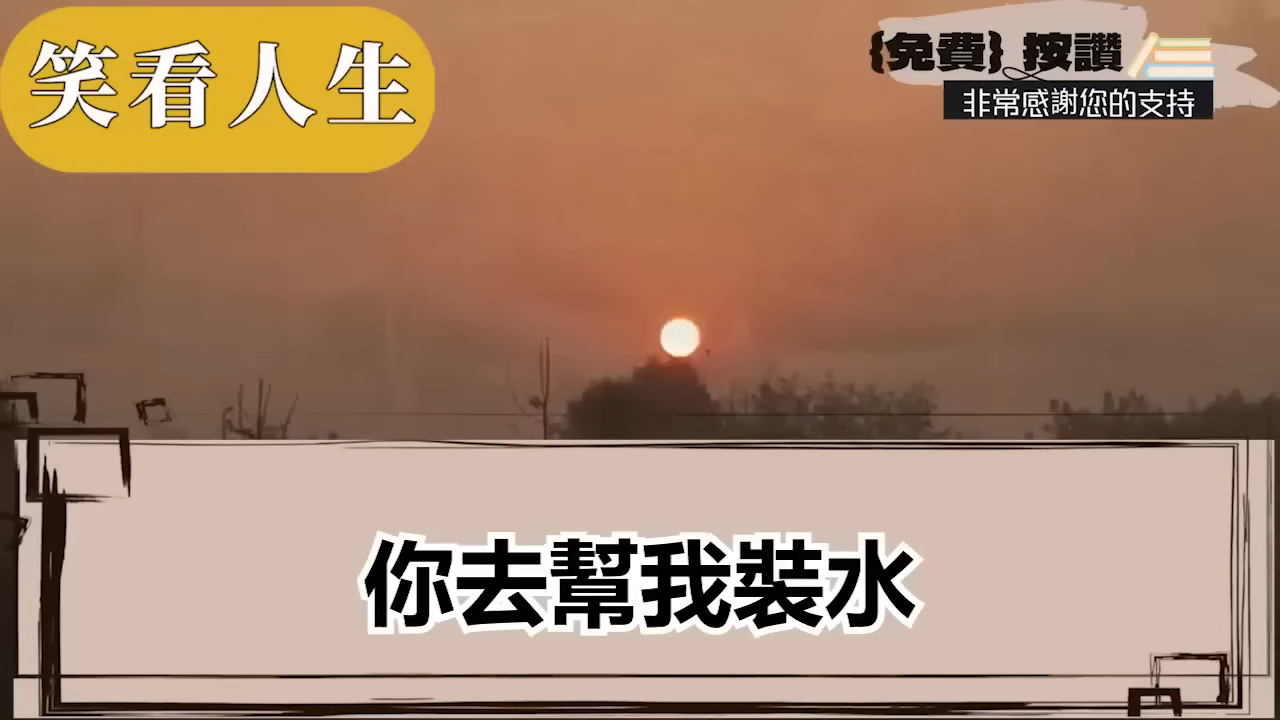 笑看人生
{免費} 按讚
非常感謝您的支持
你去幫我裝水